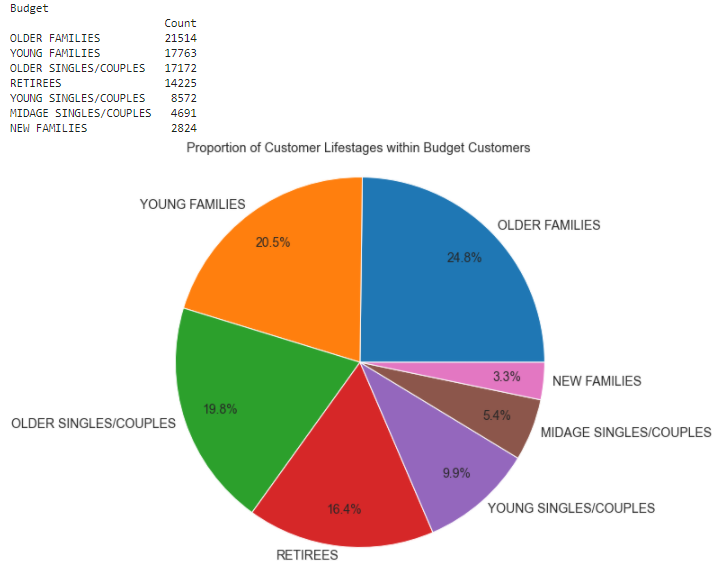 Budget
Count
OLDER FAMILIES 21514
YOUNG FAMILIES 17763
OLDER SINGLES/COUPLES 17172
RETIREES 14225
YOUNG SINGLES/COUPLES 8572
MIDAGE SINGLES/COUPLES 4691
NEW FAMILIES 2824
Proportion of Customer Lifestages within Budget Customers
YOUNG FAMILIES
OLDER FAMILIES
20.5%
24.8%
3.3%
NEW FAMILIES
19.8%
5.4%
OLDER SINGLES/COUPLES
MIDAGE SINGLES/COUPLES
9.9%
16.4%
YOUNG SINGLES/COUPLES
RETIREES